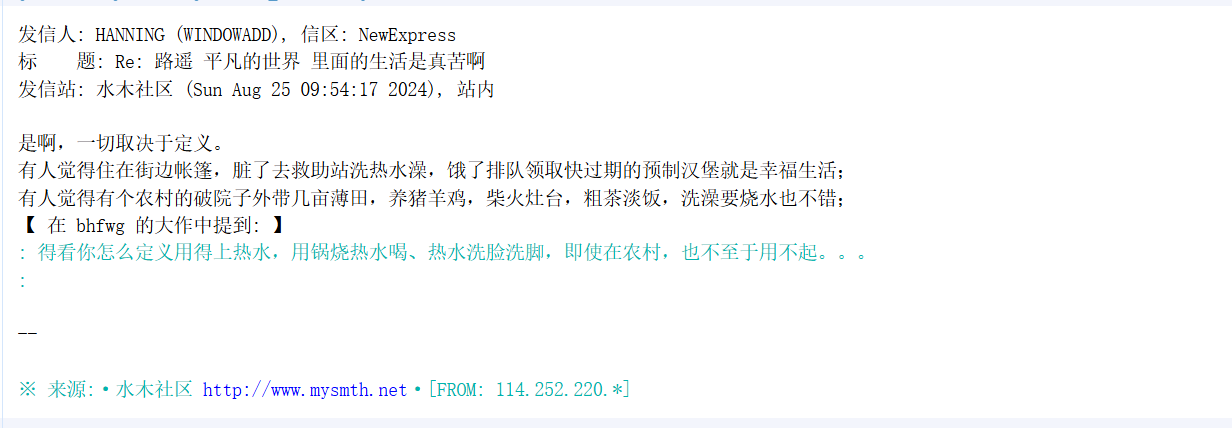 发信人: HANNING (WINDOWADD), 信区: NewExpress
标    题: Re: 路遥 平凡的世界 里面的生活是真苦啊
发信站: 水木社区 (Sun Aug 25 09:54:17 2024), 站内
是啊，一切取决于定义。
有人觉得住在街边帐篷，脏了去救助站洗热水澡，饿了排队领取快过期的预制汉堡就是幸福生活；
有人觉得有个农村的破院子外带几亩薄田，养猪羊鸡，柴火灶台，粗茶淡饭，洗澡要烧水也不错；
【 在 bhfwg 的大作中提到: 】
: 得看你怎么定义用得上热水，用锅烧热水喝、热水洗脸洗脚，即使在农村，也不至于用不起。。。
:
--
※ 来源:·水木社区 http://www.mysmth.net·[FROM: 114.252.220.*]